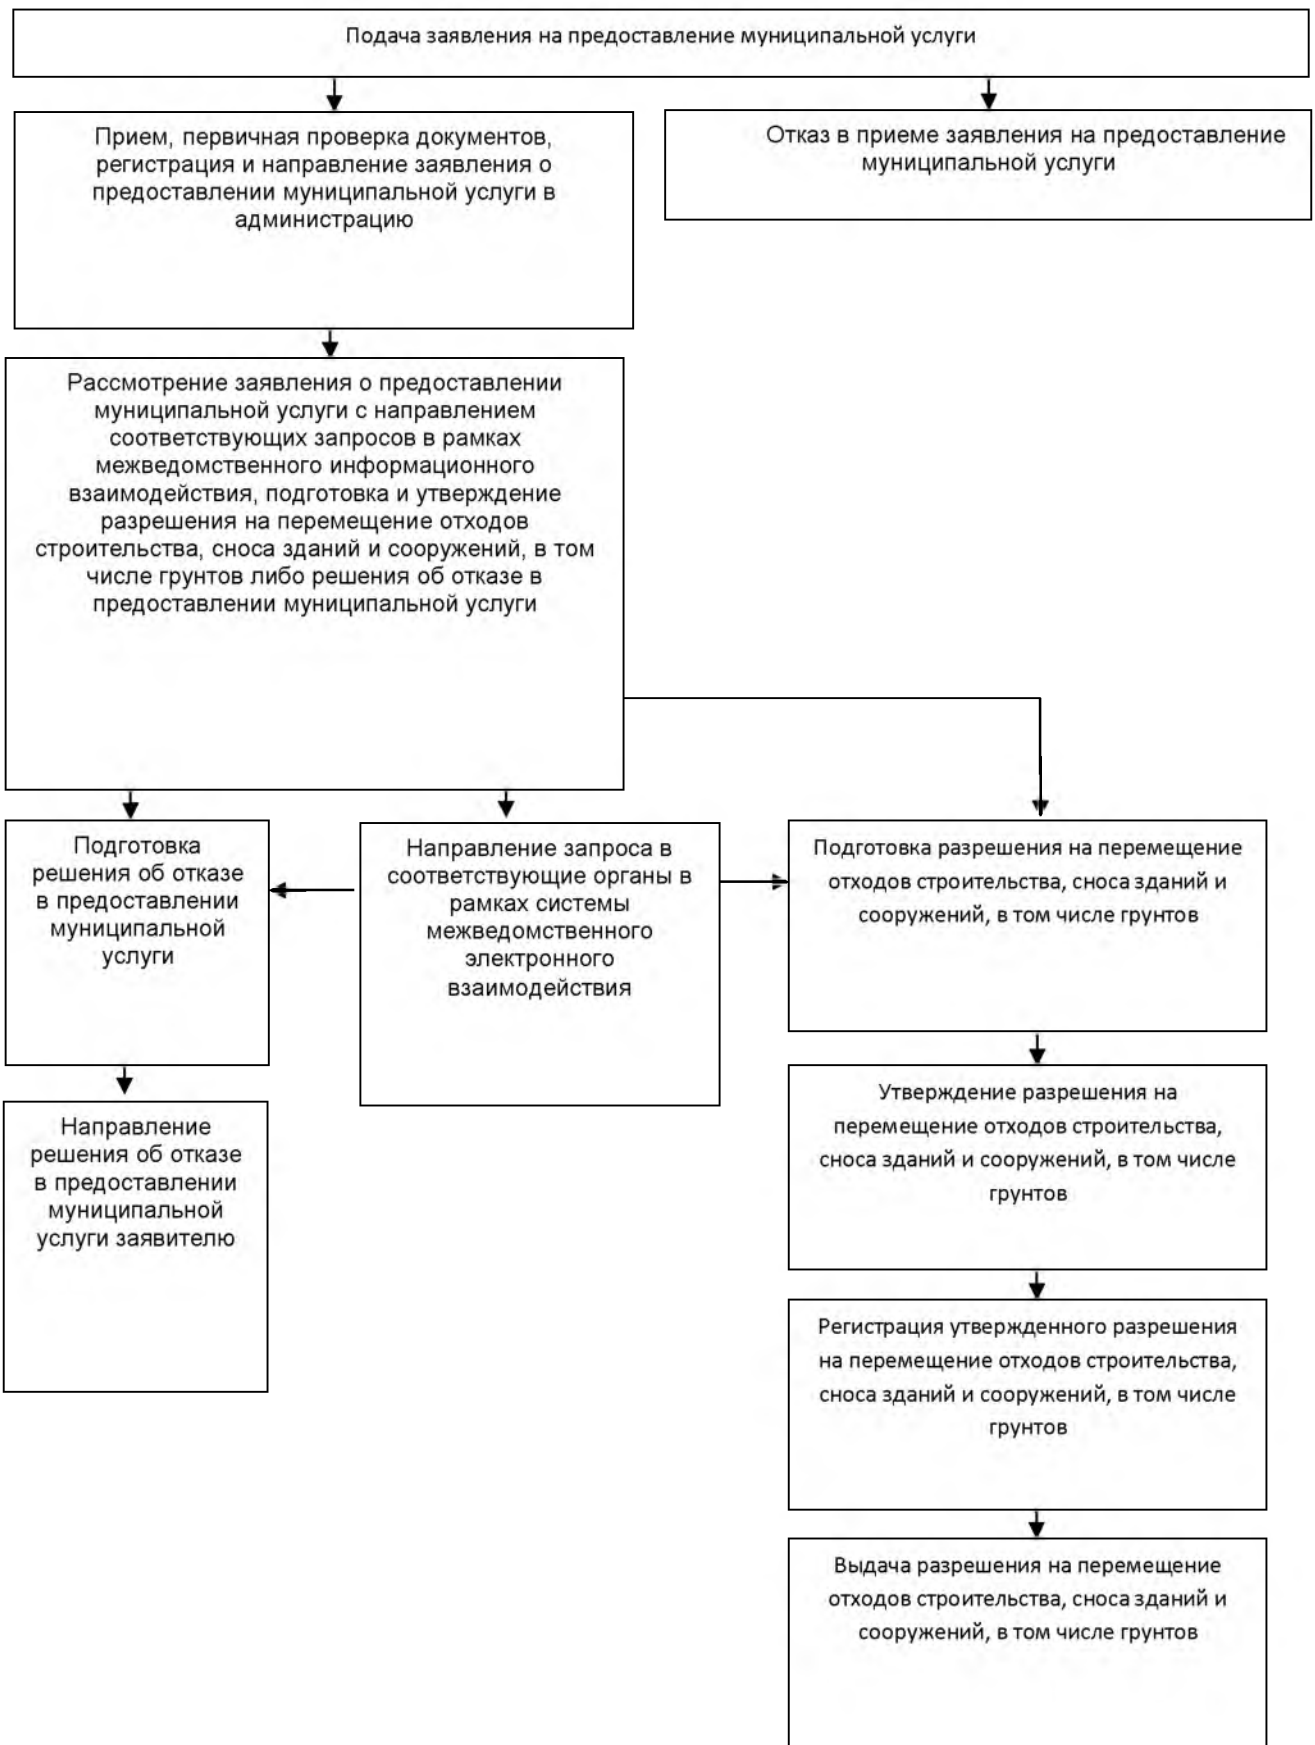 Подача заявления на предоставление муниципальной услуги
Прием, первичная проверка документов,
регистрация и направление заявления о
предоставлении муниципальной услуги в
администрацию
Отказ в приеме заявления на предоставление
муниципальной услуги
Рассмотрение заявления о предоставлении
муниципальной услуги с направлением
соответствующих запросов в рамках
межведомственного информационного
взаимодействия, подготовка и утверждение
разрешения на перемещение отходов
строительства, сноса зданий и сооружений, в том
числе грунтов либо решения об отказе в
предоставлении муниципальной услуги
Подготовка
решения об отказе
в предоставлении
муниципальной
услуги
Направление запроса в
соответствующие органы в
рамках системы
межведомственного
электронного
взаимодействия
Подготовка разрешения на перемещение
отходов строительства, сноса зданий и
сооружений, в том числе грунтов
Направление
решения об отказе
в предоставлении
муниципальной
услуги заявителю
Утверждение разрешения на
перемещение отходов строительства,
сноса зданий и сооружений, в том числе
грунтов
Регистрация утвержденного разрешения
на перемещение отходов строительства,
сноса зданий и сооружений, в том числе
грунтов
Выдача разрешения на перемещение
отходов строительства, сноса зданий и
сооружений, в том числе грунтов